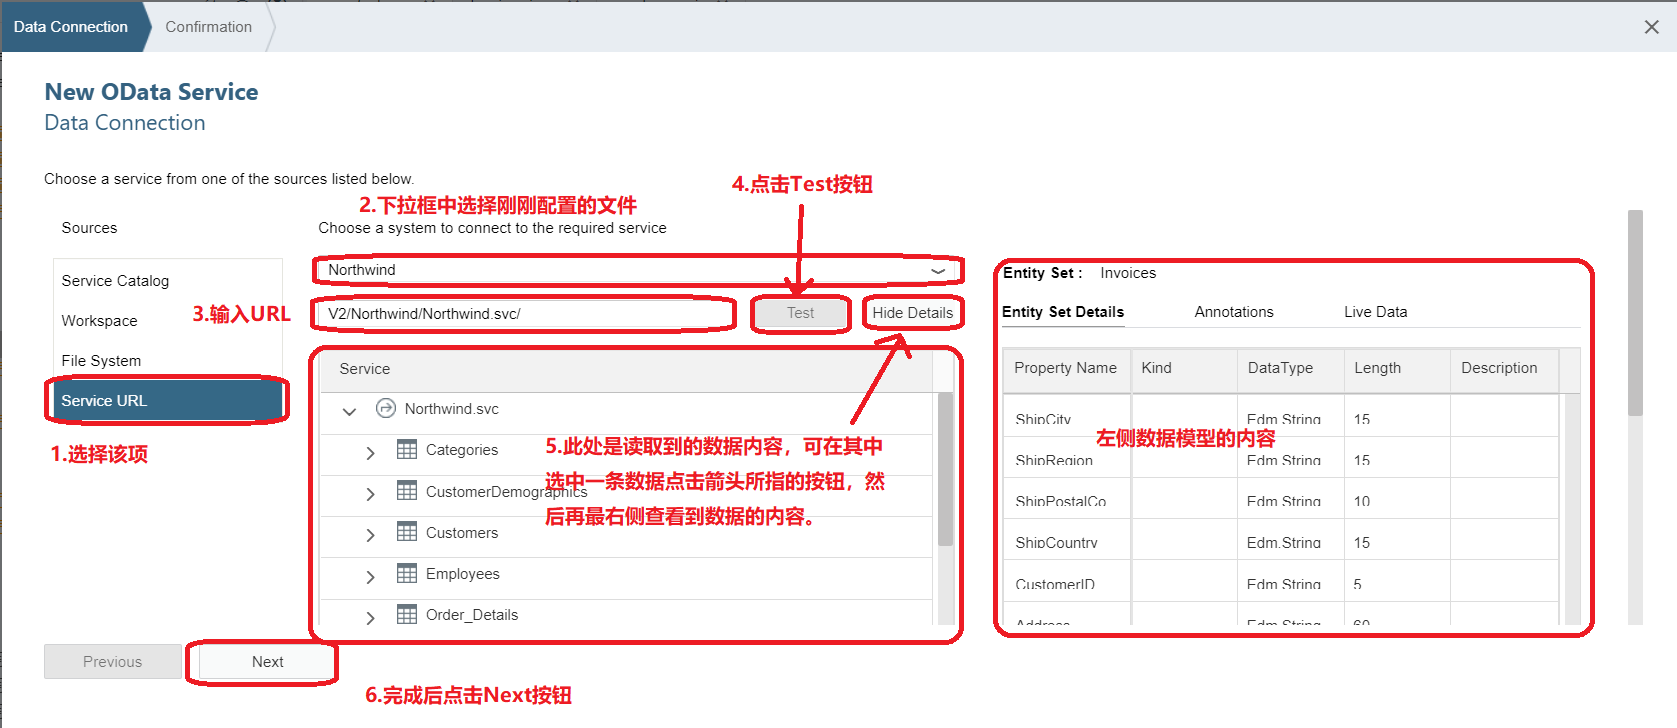 Data Connection
Confirmation
New OData Service
Data Connection
Choose a service from one of the sources listed below.
4.点击Test按钮
2.下拉框中选择刚刚配置的文件
Sources
Choose a system to connect to the required service
Service Catalog
Workspace
File System
Service URL
1.选择该项
Northwind
3.输入URL
V2/Northwind/Northwind.svc/
Test
Hide Details
Service
Northwind.svc
Categories
CustomerDemographics
Customers
Employees
Order_Details
5.此处是读取到的数据内容，可在其中
选中一条数据点击箭头所指的按钮，然
后再最右侧查看到数据的内容。
Entity Set : Invoices
Entity Set Details
Annotations
Live Data
Property Name Kind DataType Length Description
ShipCity Edm.String 15
左侧数据模型的内容
ShipRegion Edm.String 15
ShipPostalCo Edm.String 10
ShipCountry Edm.String 15
CustomerID Edm.String 5
Address Edm.String 60
Previous
Next
6.完成后点击Next按钮